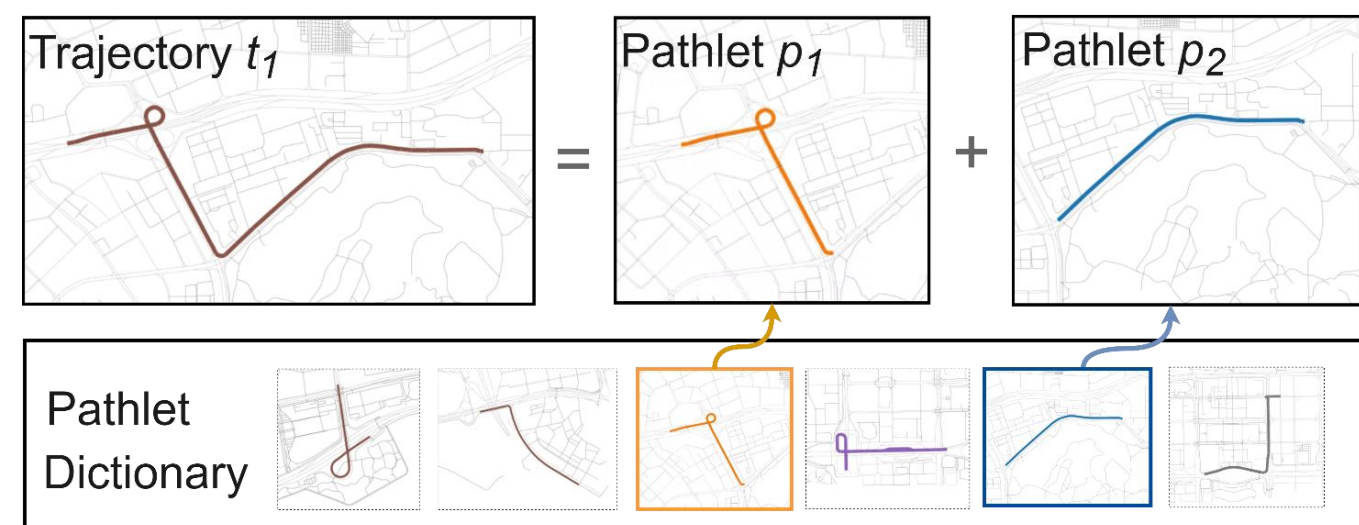 Trajectory t1
=
Pathlet p1
+
Pathlet p2
Pathlet
Dictionary